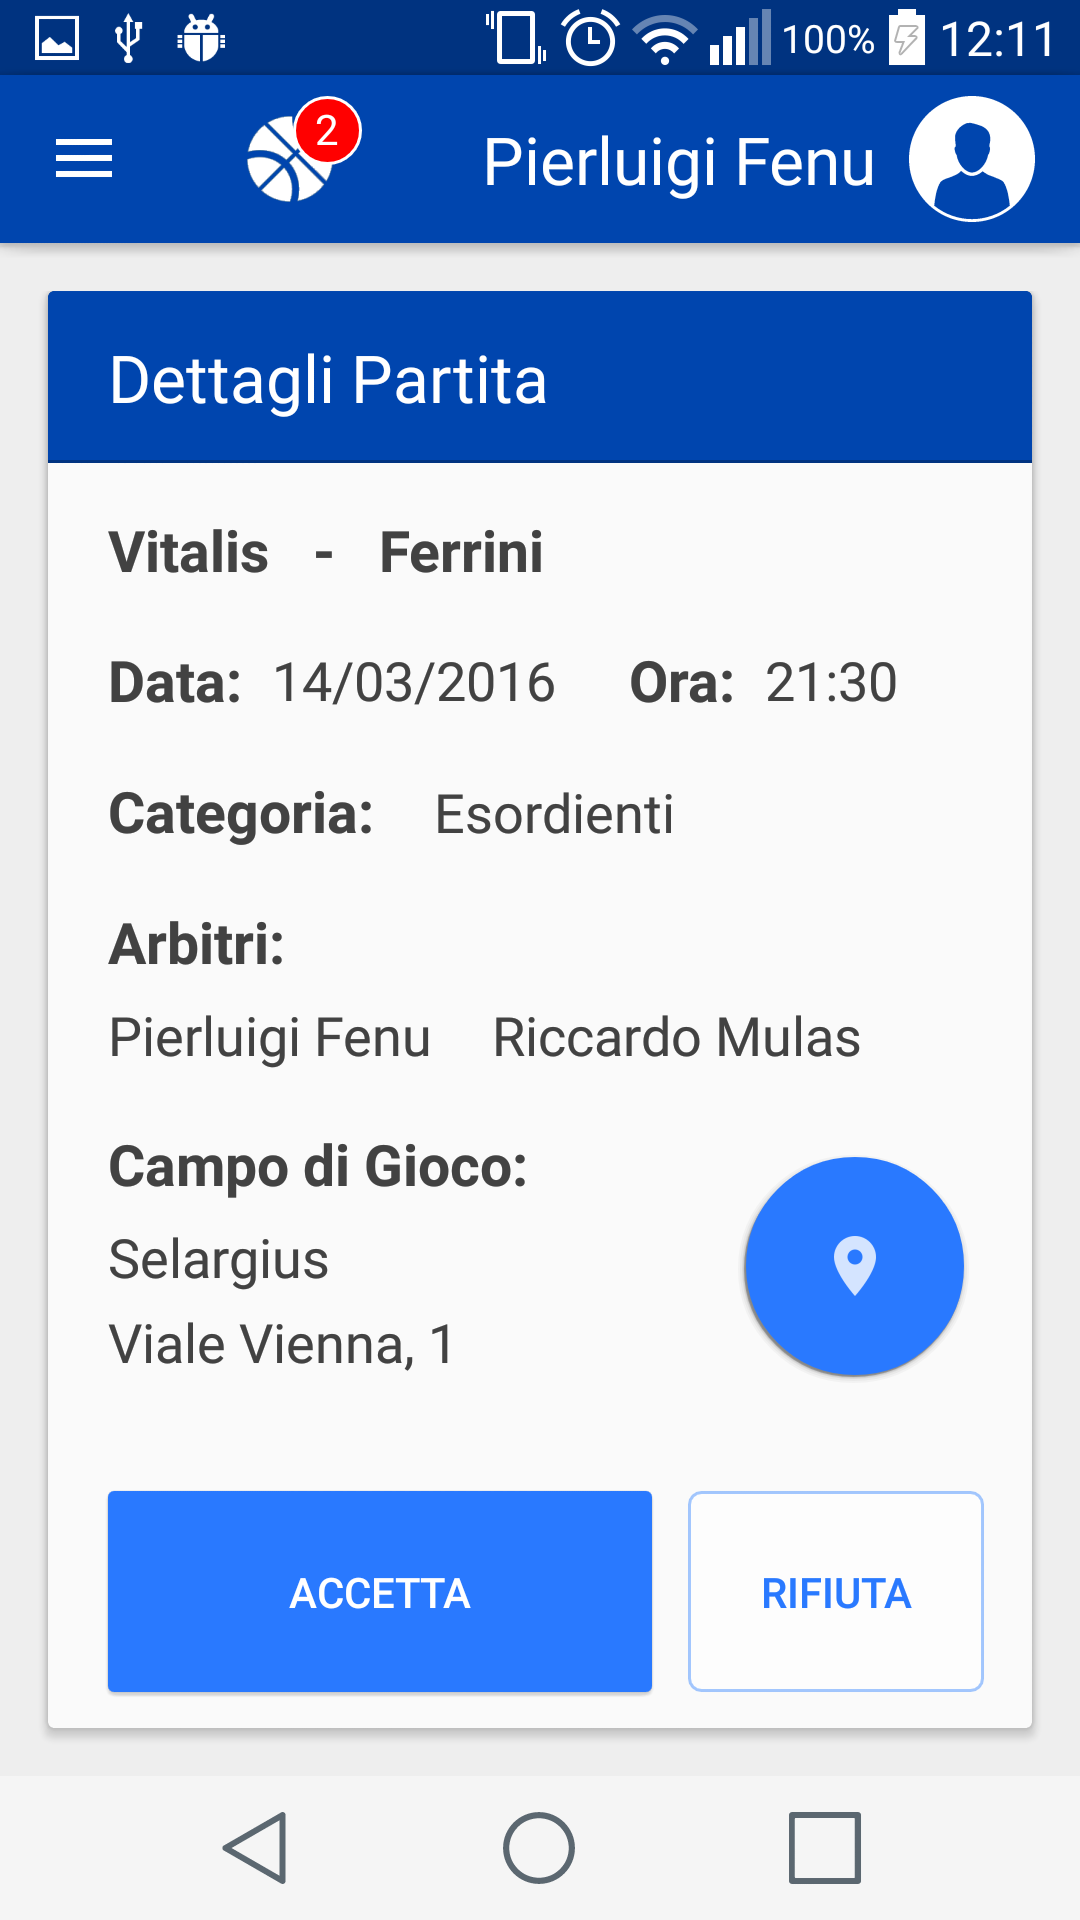 100% 12:11
2 Pierluigi Fenu
Dettagli Partita
Vitalis - Ferrini
Data: 14/03/2016 Ora: 21:30
Categoria: Esordienti
Arbitri:
Pierluigi Fenu Riccardo Mulas
Campo di Gioco:
Selargius
Viale Vienna, 1
ACCETTA RIFIUTA